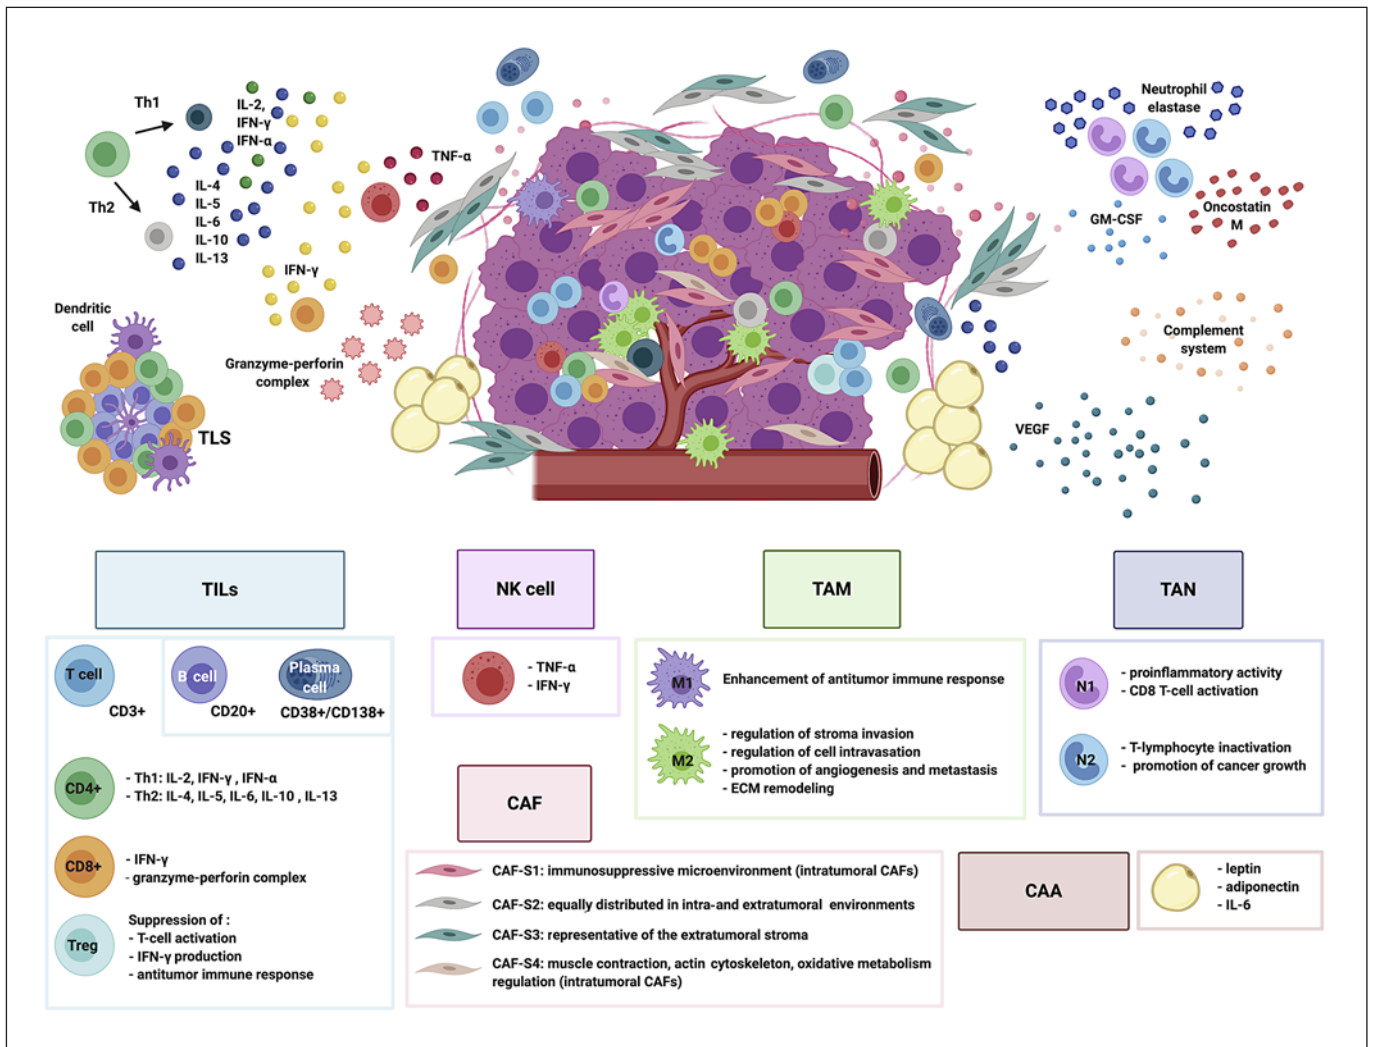 Th1
IL-2,
IFN-γ
IFN-α
Th2
IL-4
IL-5
IL-6
IL-10
IL-13
TNF-α
IFN-γ
Dendritic
cell
Granzyme-perforin
complex
TLS
Neutrophil
elastase
GM-CSF
Oncostatin
M
Complement
system
VEGF
TILs
T cell
CD3+
B cell
CD20+
Plasma
cell
CD38+/CD138+
CD4+
- Th1: IL-2, IFN-γ , IFN-α
- Th2: IL-4, IL-5, IL-6, IL-10 , IL-13
CD8+
- IFN-γ
- granzyme-perforin complex
Treg
Suppression of :
- T-cell activation
- IFN-γ production
- antitumor immune response
NK cell
- TNF-α
- IFN-γ
TAM
M1
Enhancement of antitumor immune response
M2
- regulation of stroma invasion
- regulation of cell intravasation
- promotion of angiogenesis and metastasis
- ECM remodeling
TAN
N1
- proinflammatory activity
- CD8 T-cell activation
N2
- T-lymphocyte inactivation
- promotion of cancer growth
CAF
CAF-S1: immunosuppressive microenvironment (intratumoral CAFs)
CAF-S2: equally distributed in intra-and extratumoral environments
CAF-S3: representative of the extratumoral stroma
CAF-S4: muscle contraction, actin cytoskeleton, oxidative metabolism
regulation (intratumoral CAFs)
CAA
- leptin
- adiponectin
- IL-6